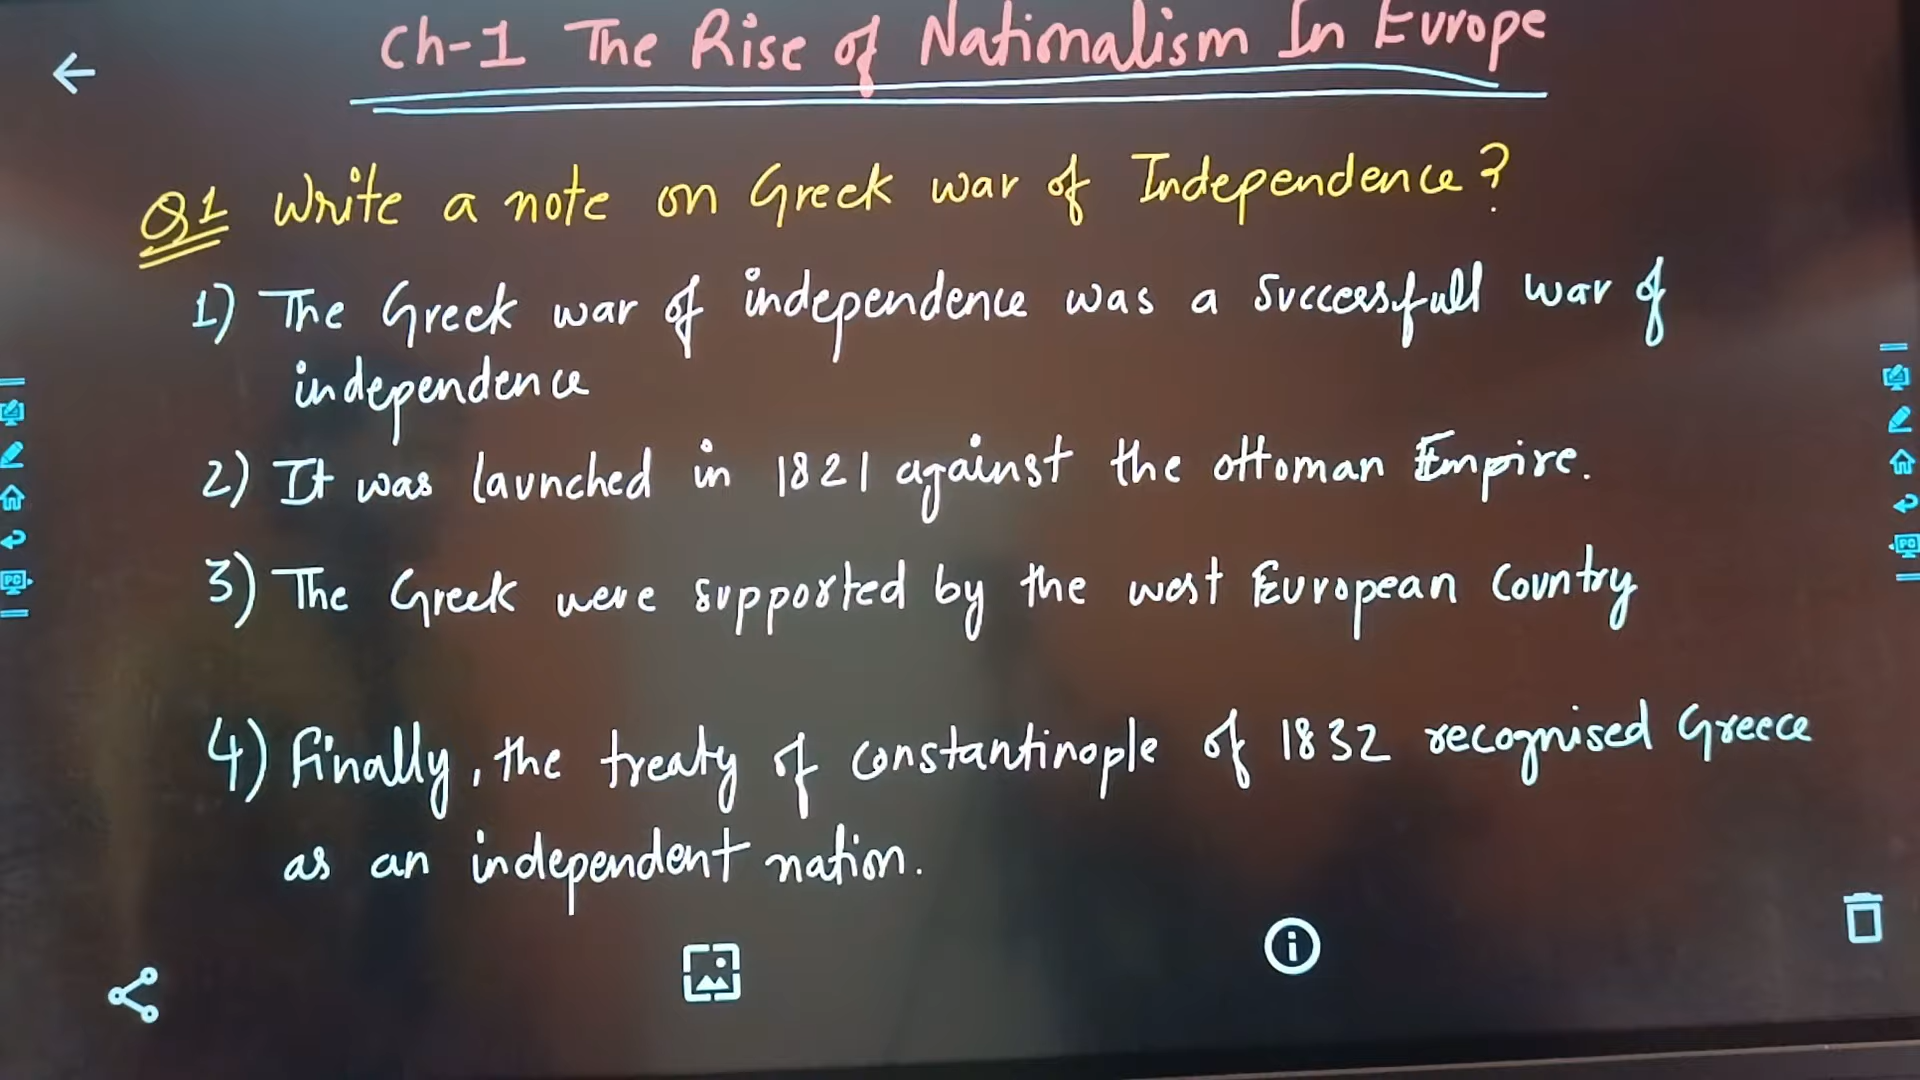 Ch-1 The Rise of Nationalism In Europe
Q1 Write a note on Greek war of Independence?
1) The Greek war of independence was a successfull war of
independence
2) It was launched in 1821 against the ottoman Empire.
3) The Greek were supported by the west European Country
4) Finally, the treaty of constantinople of 1832 recognised Greece
as an independent nation.
PC
PC